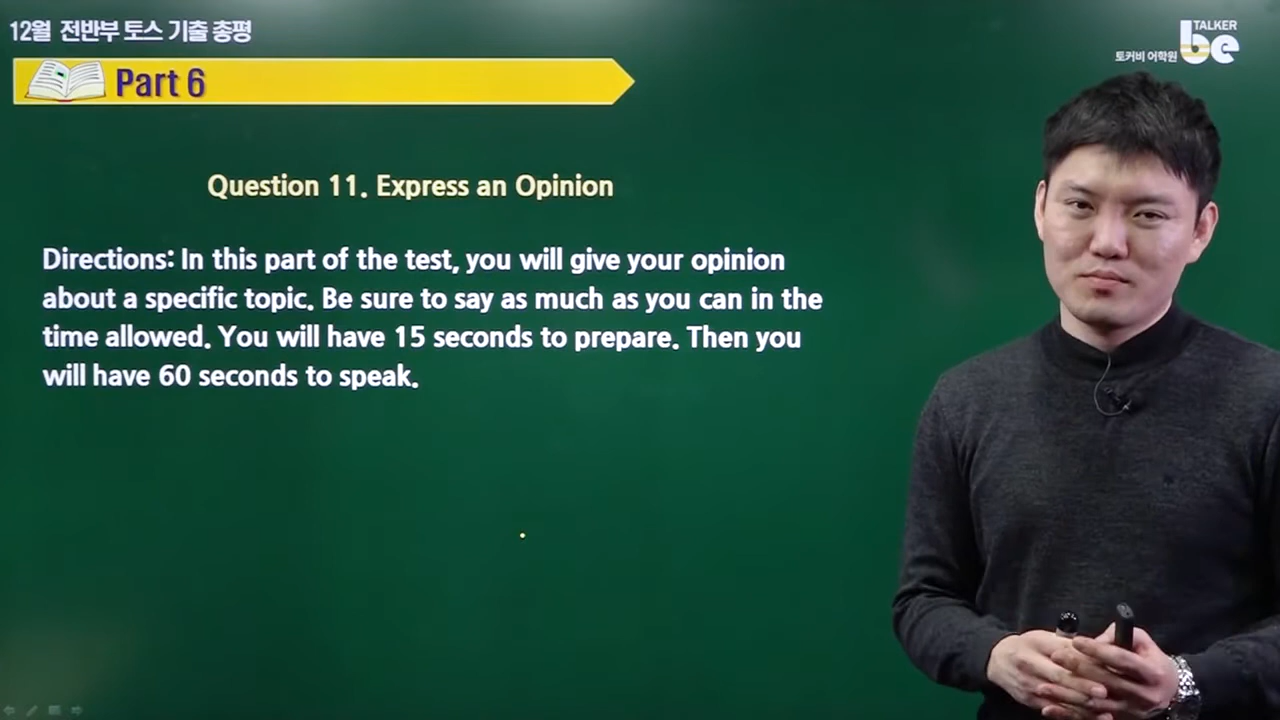 12월 전반부 토스 기출 총평
TALKER
be
토커비 어학원
Part 6
Question 11. Express an Opinion
Directions: In this part of the test, you will give your opinion
about a specific topic. Be sure to say as much as you can in the
time allowed. You will have 15 seconds to prepare. Then you
will have 60 seconds to speak.